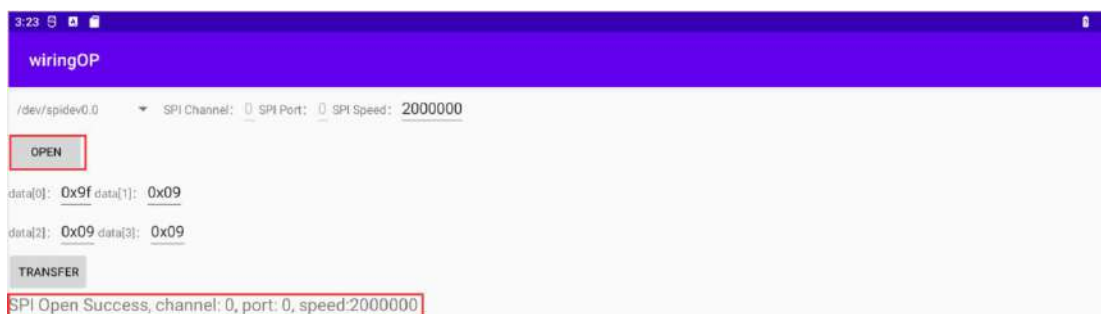 3:23
wiringOP
/dev/spidev0.0 SPI Channel: 0 SPI Port: 0 SPI Speed: 2000000
OPEN
data[0]: 0x9f data[1]: 0x09
data[2]: 0x09 data[3]: 0x09
TRANSFER
SPI Open Success, channel: 0, port: 0, speed:2000000